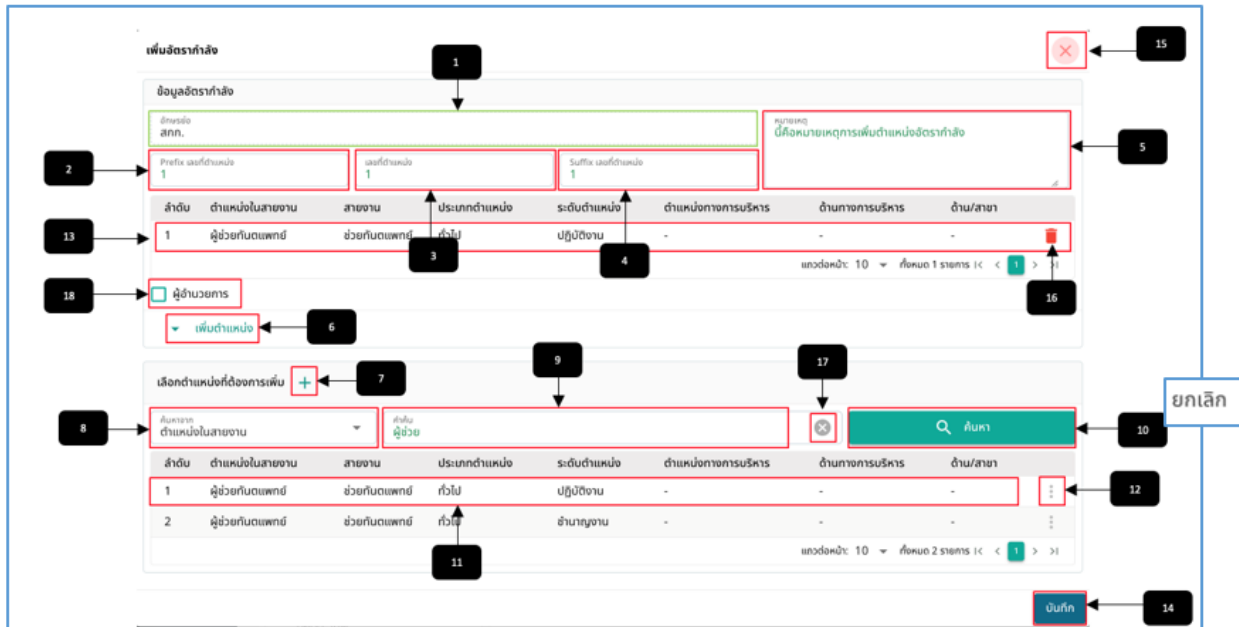 เพิ่มอัตรากำลัง
15
1
ข้อมูลอัตรากำลัง
อักษรย่อ
สกก.
หมายเหตุ
นี่คือหมายเหตุการเพิ่มตำแหน่งอัตรากำลัง
5
2
Prefix เลขที่ตำแหน่ง
1
เลขที่ตำแหน่ง
1
Suffix เลขที่ตำแหน่ง
1
ลำดับ ตำแหน่งในสายงาน สายงาน ประเภทตำแหน่ง ระดับตำแหน่ง ตำแหน่งทางการบริหาร ด้านทางการบริหาร ด้าน/สาขา
13
1 ผู้ช่วยทันตแพทย์ ช่วยทันตแพทย์ ทั่วไป ปฏิบัติงาน - - -
3
4
แถวต่อหน้า: 10 ทั้งหมด 1 รายการ |< < 1 > >|
18
ผู้อำนวยการ
16
เพิ่มตำแหน่ง
6
9
17
เลือกตำแหน่งที่ต้องการเพิ่ม +
7
8
ค้นหาจาก
ตำแหน่งในสายงาน
คำค้น
ผู้ช่วย
ค้นหา
10
ยกเลิก
ลำดับ ตำแหน่งในสายงาน สายงาน ประเภทตำแหน่ง ระดับตำแหน่ง ตำแหน่งทางการบริหาร ด้านทางการบริหาร ด้าน/สาขา
1 ผู้ช่วยทันตแพทย์ ช่วยทันตแพทย์ ทั่วไป ปฏิบัติงาน - - -
12
2 ผู้ช่วยทันตแพทย์ ช่วยทันตแพทย์ ทั่วไป ชำนาญงาน - - -
11
แถวต่อหน้า: 10 ทั้งหมด 2 รายการ |< < 1 > >|
บันทึก
14